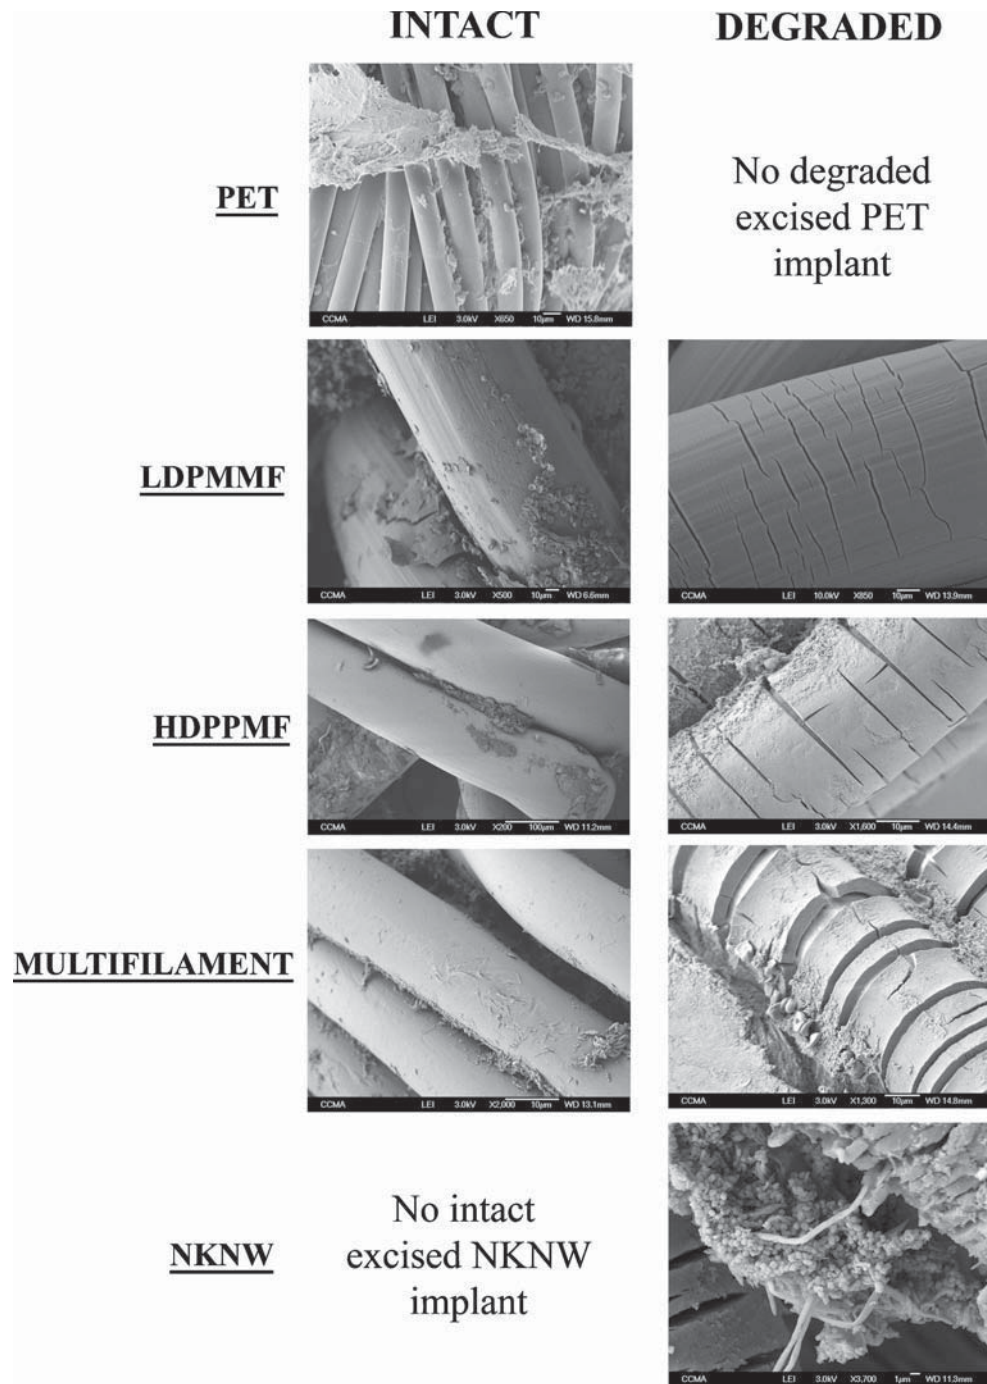 INTACT
DEGRADED
PET
CCMA LEI 3.0kV X650 10µm WD 15.8mm
No degraded
excised PET
implant
LDPMMF
CCMA LEI 3.0kV X500 10µm WD 6.6mm
CCMA LEI 10.0kV X850 10µm WD 13.9mm
HDPPMF
CCMA LEI 3.0kV X200 100µm WD 11.2mm
CCMA LEI 3.0kV X1,600 10µm WD 14.4mm
MULTIFILAMENT
CCMA LEI 3.0kV X2,000 10µm WD 13.1mm
CCMA LEI 3.0kV X1,300 10µm WD 14.8mm
NKNW
No intact
excised NKNW
implant
CCMA LEI 3.0kV X3,700 1µm WD 11.3mm